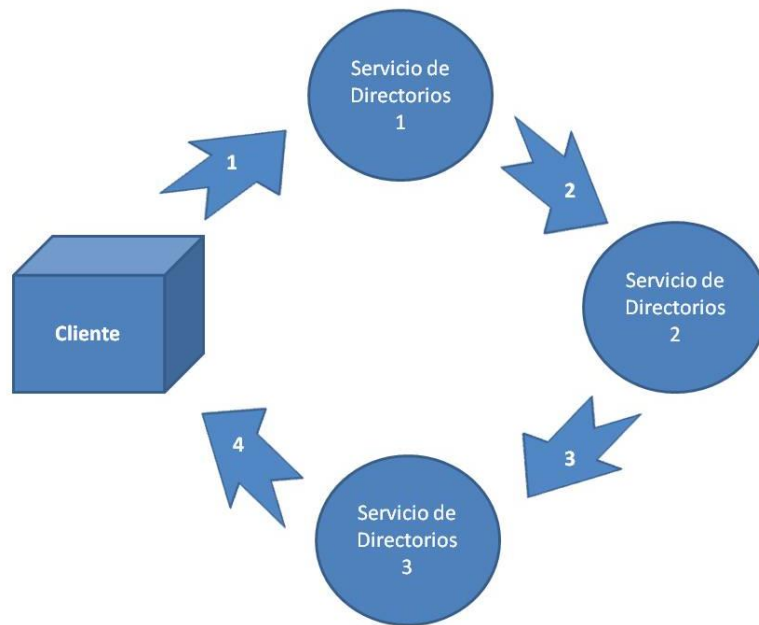 Servicio de
Directorios
1
1
2
Servicio de
Directorios
2
Cliente
4
3
Servicio de
Directorios
3